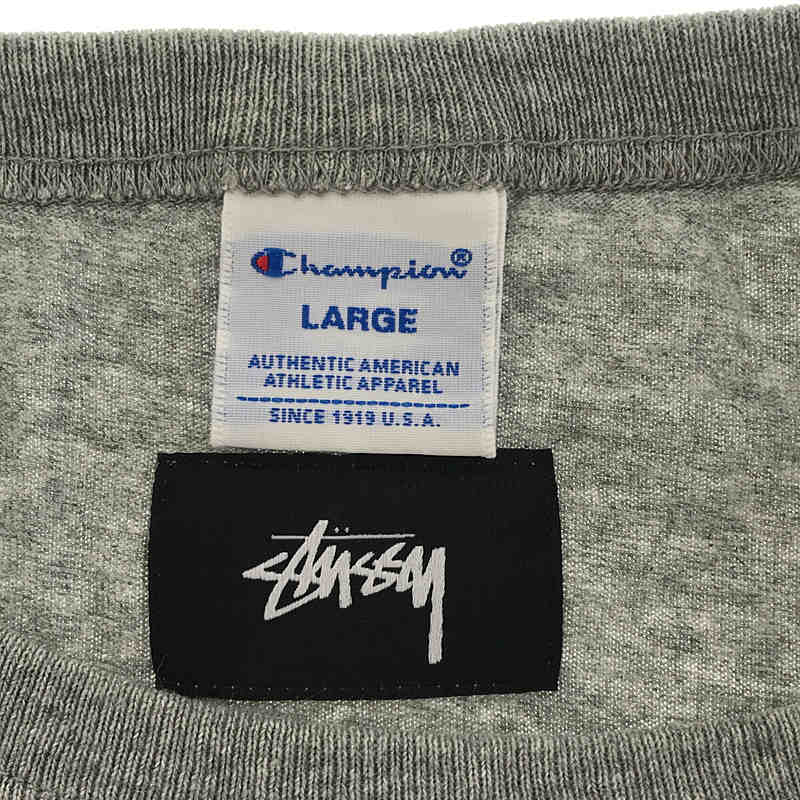 Champion®
LARGE
AUTHENTIC AMERICAN
ATHLETIC APPAREL
SINCE 1919 U.S.A.
Stüssy